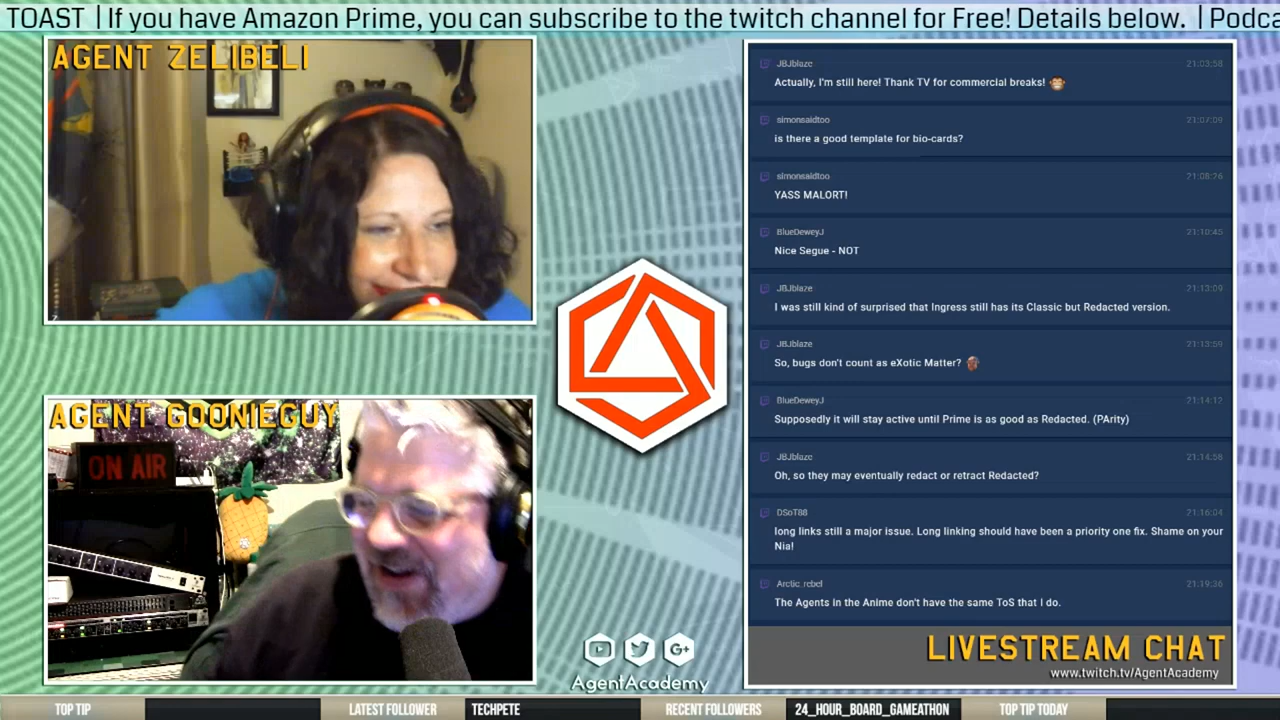 TOAST | If you have Amazon Prime, you can subscribe to the twitch channel for Free! Details below. | Podca
AGENT ZELIBELI
AGENT GOONIEGUY
ON AIR
JBJblaze 21:03:58
Actually, I'm still here! Thank TV for commercial breaks!
simonsaidtoo 21:07:09
is there a good template for bio-cards?
simonsaidtoo 21:08:26
YASS MALORT!
BlueDeweyJ 21:10:45
Nice Segue - NOT
JBJblaze 21:13:09
I was still kind of surprised that Ingress still has its Classic but Redacted version.
JBJblaze 21:13:59
So, bugs don't count as eXotic Matter?
BlueDeweyJ 21:14:12
Supposedly it will stay active until Prime is as good as Redacted. (PArity)
JBJblaze 21:14:58
Oh, so they may eventually redact or retract Redacted?
DSoT88 21:16:04
long links still a major issue. Long linking should have been a priority one fix. Shame on your
Nia!
Arctic_rebel 21:19:36
The Agents in the Anime don't have the same ToS that I do.
LIVESTREAM CHAT
www.twitch.tv/AgentAcademy
G+
AgentAcademy
TOP TIP
LATEST FOLLOWER TECHPETE
RECENT FOLLOWERS 24_HOUR_BOARD_GAMEATHON
TOP TIP TODAY